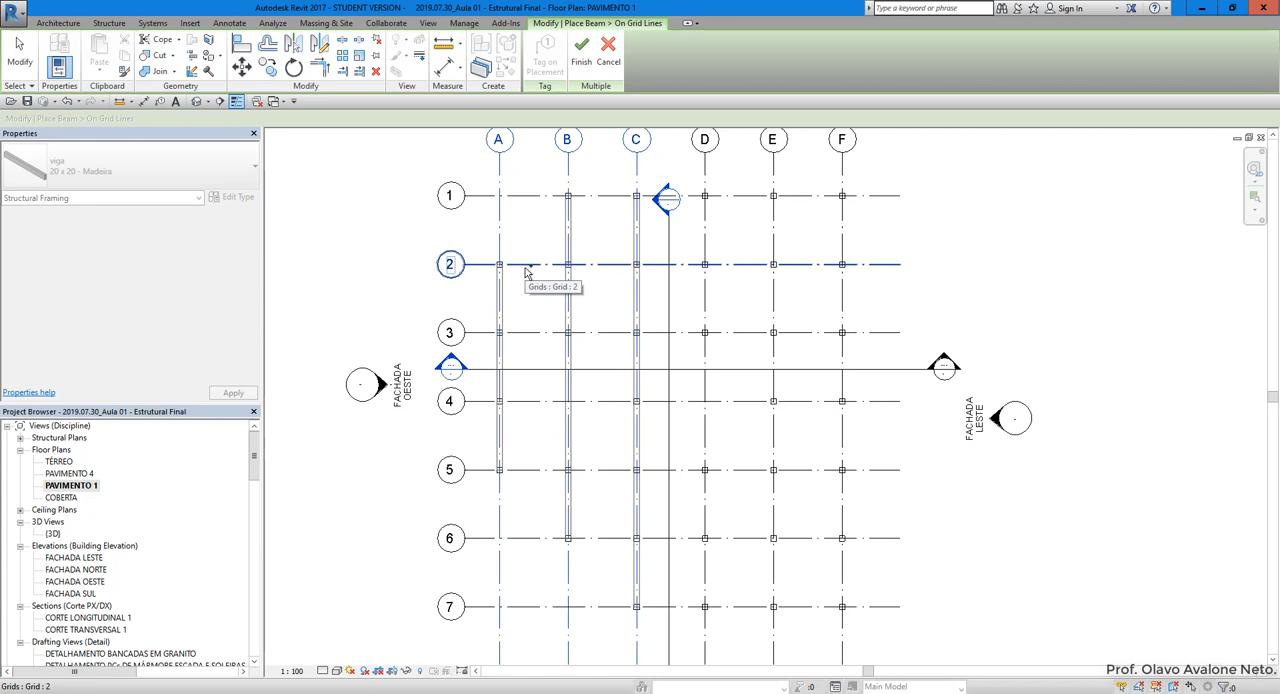 Autodesk Revit 2017 - STUDENT VERSION -    2019.07.30_Aula 01 - Estrutural Final - Floor Plan: PAVIMENTO 1
Type a keyword or phrase
Sign In
Architecture Structure Systems Insert Annotate Analyze Massing & Site Collaborate View Manage Add-Ins Modify | Place Beam > On Grid Lines
Modify
Paste
Cope
Cut
Join
Tag on
Placement
Finish Cancel
Select Properties Clipboard Geometry Modify View Measure Create Tag Multiple
Modify | Place Beam > On Grid Lines
Properties
viga
20 x 20 - Madeira
Structural Framing
Edit Type
Properties help
Apply
Project Browser - 2019.07.30_Aula 01 - Estrutural Final
Views (Discipline)
Structural Plans
Floor Plans
TÉRREO
PAVIMENTO 4
PAVIMENTO 1
COBERTA
Ceiling Plans
3D Views
{3D}
Elevations (Building Elevation)
FACHADA LESTE
FACHADA NORTE
FACHADA OESTE
FACHADA SUL
Sections (Corte PX/DX)
CORTE LONGITUDINAL 1
CORTE TRANSVERSAL 1
Drafting Views (Detail)
DETALHAMENTO BANCADAS EM GRANITO
DETALHAMENTO PÇs DE MÁRMORE ESCADA E SOLEIRAS
A B C D E F
1
2
Grids : Grid : 2
3
FACHADA
OESTE
4
FACHADA
LESTE
5
6
7
1 : 100
Prof. Olavo Avalone Neto.
Grids : Grid : 2
:0
Main Model
:0